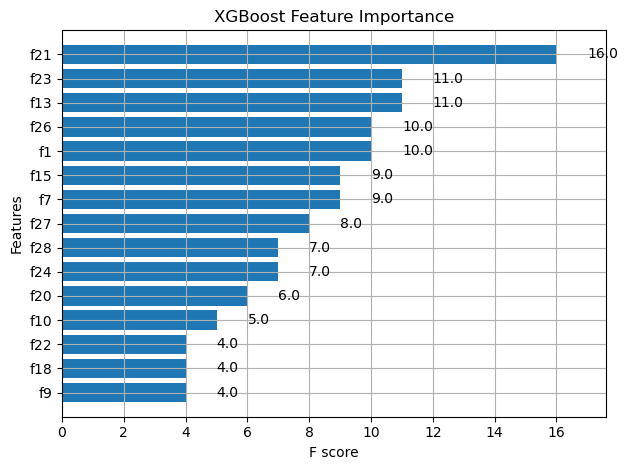 XGBoost Feature Importance
Features
f21 16.0
f23 11.0
f13 11.0
f26 10.0
f1 10.0
f15 9.0
f7 9.0
f27 8.0
f28 7.0
f24 7.0
f20 6.0
f10 5.0
f22 4.0
f18 4.0
f9 4.0
0 2 4 6 8 10 12 14 16
F score